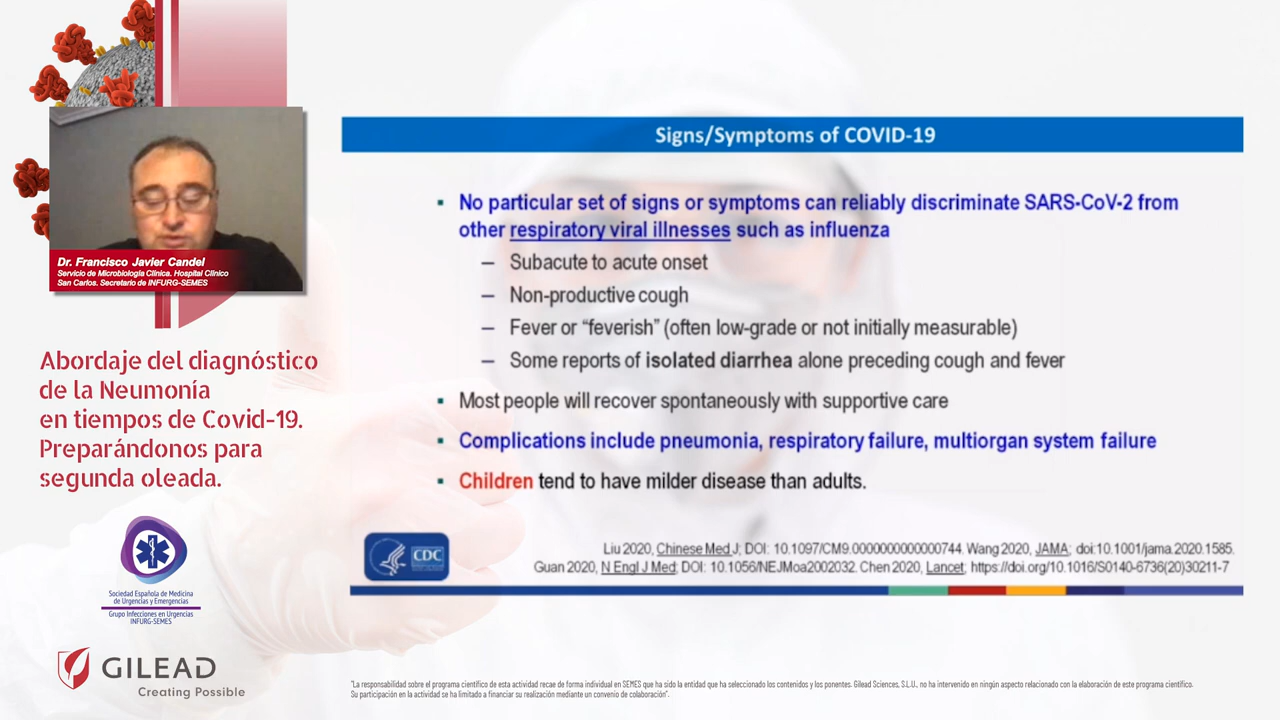 Signs/Symptoms of COVID-19
▪ No particular set of signs or symptoms can reliably discriminate SARS-CoV-2 from
other respiratory viral illnesses such as influenza
– Subacute to acute onset
– Non-productive cough
– Fever or “feverish” (often low-grade or not initially measurable)
– Some reports of isolated diarrhea alone preceding cough and fever
▪ Most people will recover spontaneously with supportive care
▪ Complications include pneumonia, respiratory failure, multiorgan system failure
▪ Children tend to have milder disease than adults.
CDC
Liu 2020, Chinese Med J; DOI: 10.1097/CM9.0000000000000744. Wang 2020, JAMA; doi:10.1001/jama.2020.1585.
Guan 2020, N Engl J Med; DOI: 10.1056/NEJMoa2002032. Chen 2020, Lancet; https://doi.org/10.1016/S0140-6736(20)30211-7
Dr. Francisco Javier Candel
Servicio de Microbiología Clínica. Hospital Clínico
San Carlos. Secretario de INFURG-SEMES
Abordaje del diagnóstico
de la Neumonía
en tiempos de Covid-19.
Preparándonos para
segunda oleada.
Sociedad Española de Medicina
de Urgencias y Emergencias
Grupo Infecciones en Urgencias
INFURG-SEMES
GILEAD
Creating Possible
"La responsabilidad sobre el programa científico de esta actividad recae de forma individual en SEMES que ha sido la entidad que ha seleccionado los contenidos y los ponentes. Gilead Sciences, S.L.U., no ha intervenido en ningún aspecto relacionado con la elaboración de este programa científico.
Su participación en la actividad se ha limitado a financiar su realización mediante un convenio de colaboración".